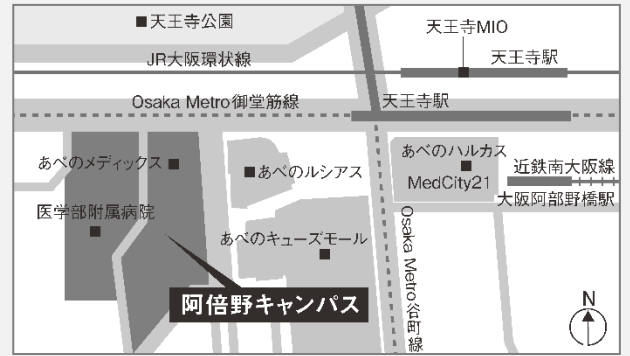 天王寺公園
天王寺MIO
JR大阪環状線
天王寺駅
Osaka Metro御堂筋線
天王寺駅
あべのメディックス
あべのルシアス
あべのハルカス
MedCity21
近鉄南大阪線
大阪阿部野橋駅
医学部附属病院
あべのキューズモール
Osaka Metro谷町線
阿倍野キャンパス
N